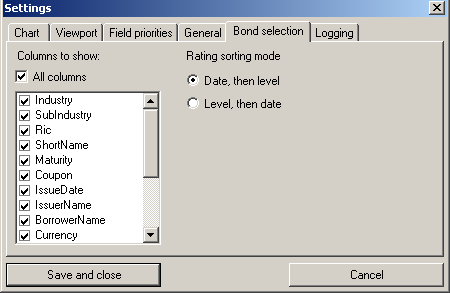 Settings
Chart Viewport Field priorities General Bond selection Logging
Columns to show:
All columns
Industry
SubIndustry
Ric
ShortName
Maturity
Coupon
IssueDate
IssuerName
BorrowerName
Currency
Rating sorting mode
Date, then level
Level, then date
Save and close
Cancel